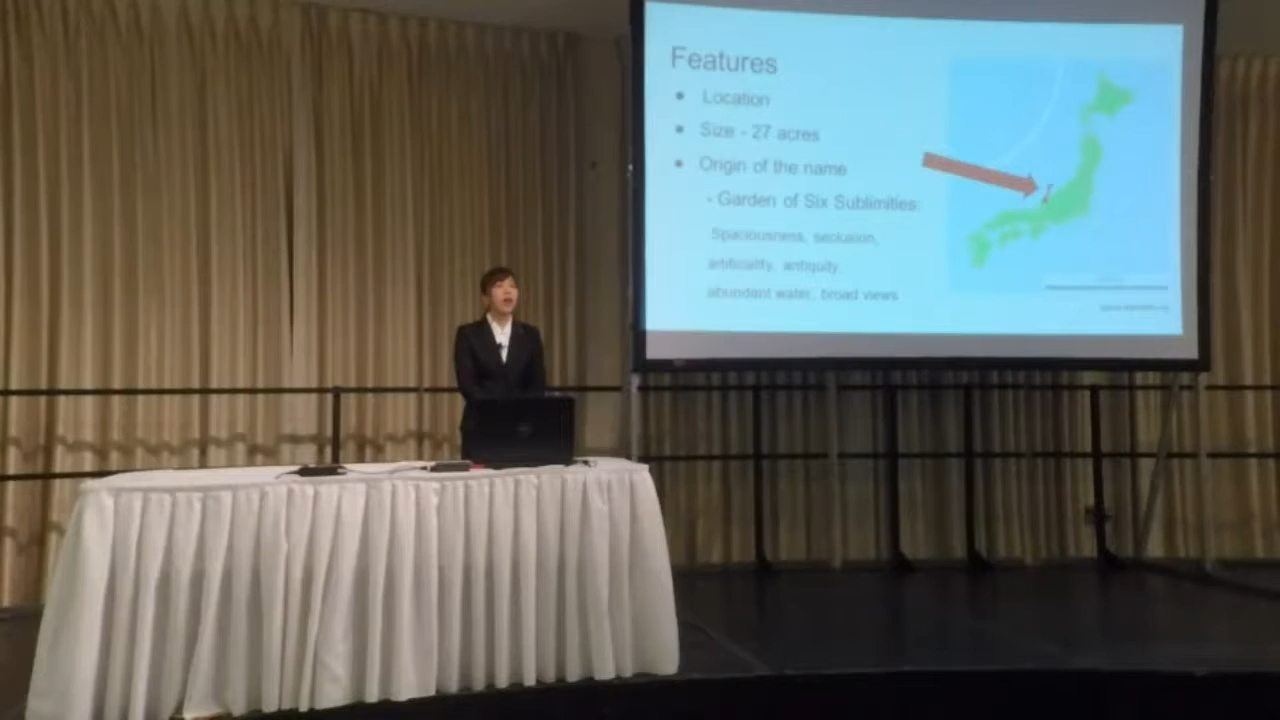 Features
Location
Size - 27 acres
Origin of the name
- Garden of Six Sublimities:
Spaciousness, seclusion,
artificiality, antiquity
abundant water, broad views